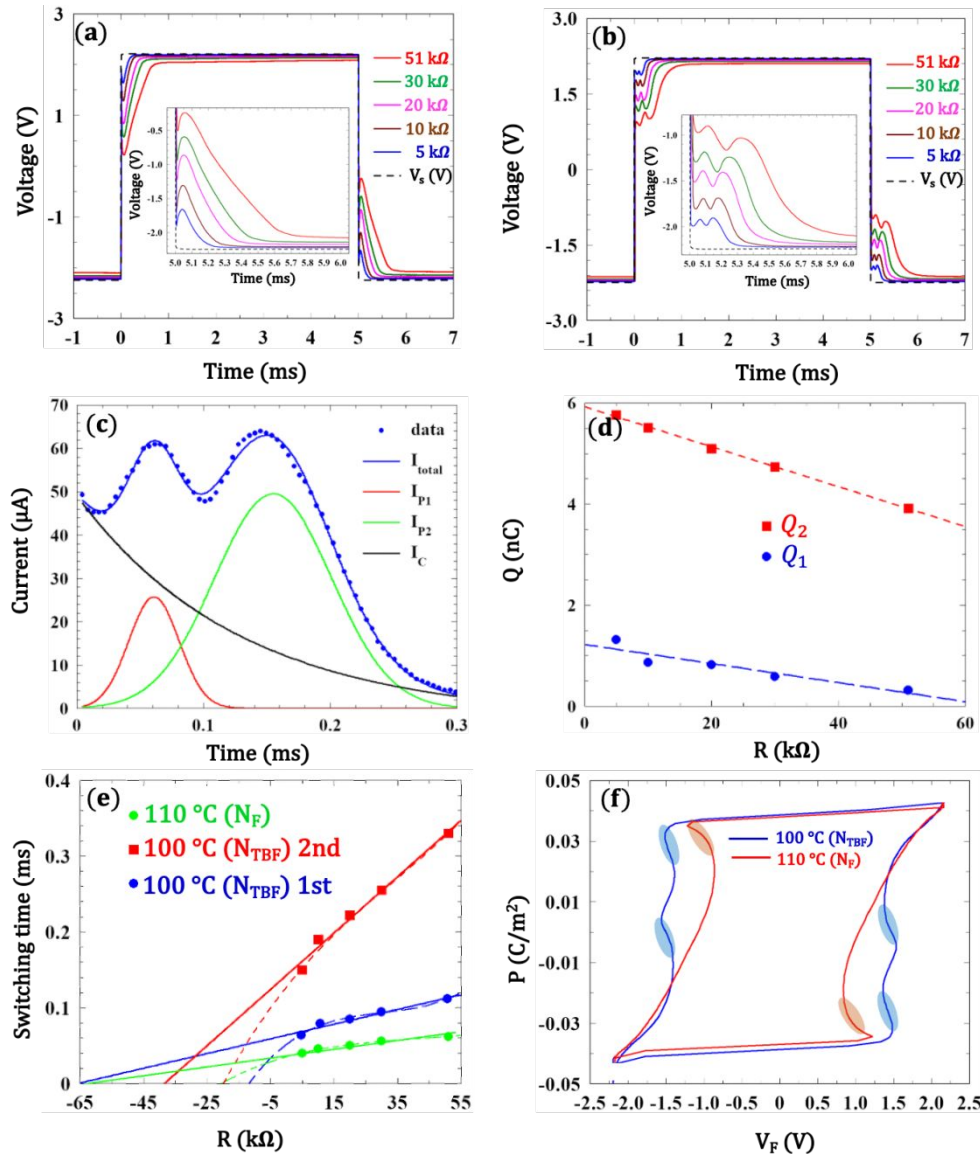 (a)
3
1
-1
-3
Voltage (V)
51 kΩ
30 kΩ
20 kΩ
10 kΩ
5 kΩ
Vₛ (V)
-0.5
-1.0
-1.5
-2.0
Voltage (V)
5.0 5.1 5.2 5.3 5.4 5.5 5.6 5.7 5.8 5.9 6.0
Time (ms)
-1 0 1 2 3 4 5 6 7
Time (ms)
(b)
3.0
1.5
0
-1.5
-3.0
Voltage (V)
51 kΩ
30 kΩ
20 kΩ
10 kΩ
5 kΩ
Vₛ (V)
-1.0
-1.5
-2.0
Voltage (V)
5.0 5.1 5.2 5.3 5.4 5.5 5.6 5.7 5.8 5.9 6.0
Time (ms)
-1 0 1 2 3 4 5 6 7
Time (ms)
(c)
70
60
50
40
30
20
10
0
Current (µA)
data
I_total
I_P1
I_P2
I_C
0 0.1 0.2 0.3
Time (ms)
(d)
6
4
2
0
Q (nC)
Q₂
Q₁
0 20 40 60
R (kΩ)
(e)
0.4
0.3
0.2
0.1
0
Switching time (ms)
110 °C (N_F)
100 °C (N_TBF) 2nd
100 °C (N_TBF) 1st
-65 -45 -25 -5 15 35 55
R (kΩ)
(f)
0.05
0.03
0.01
-0.01
-0.03
-0.05
P (C/m²)
100 °C (N_TBF)
110 °C (N_F)
-2.5 -2.0 -1.5 -1.0 -0.5 0 0.5 1.0 1.5 2.0 2.5
V_F (V)